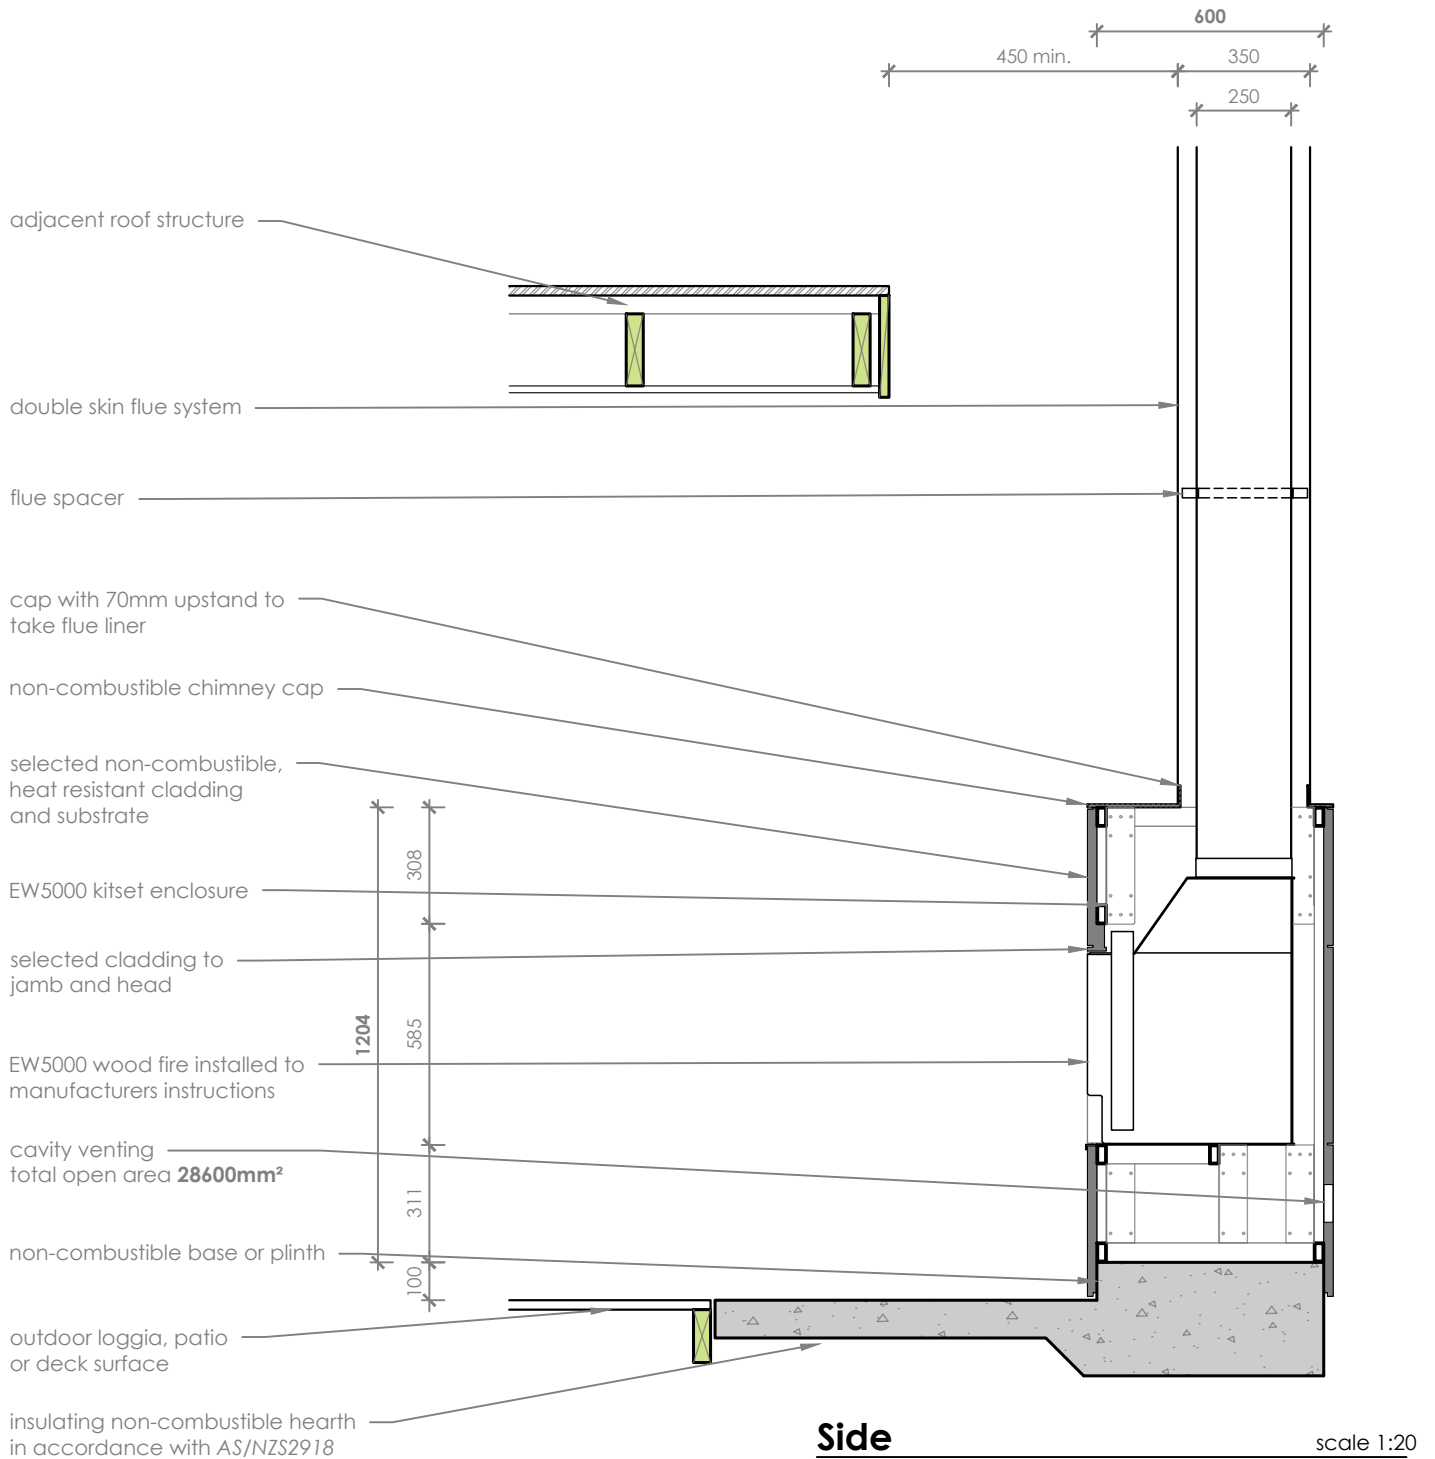 600
450 min.
350
250
adjacent roof structure
double skin flue system
flue spacer
cap with 70mm upstand to
take flue liner
non-combustible chimney cap
selected non-combustible,
heat resistant cladding
and substrate
308
EW5000 kitset enclosure
selected cladding to
jamb and head
1204
585
EW5000 wood fire installed to
manufacturers instructions
cavity venting
total open area 28600mm²
311
non-combustible base or plinth
100
outdoor loggia, patio
or deck surface
insulating non-combustible hearth
in accordance with AS/NZS2918
Side
scale 1:20